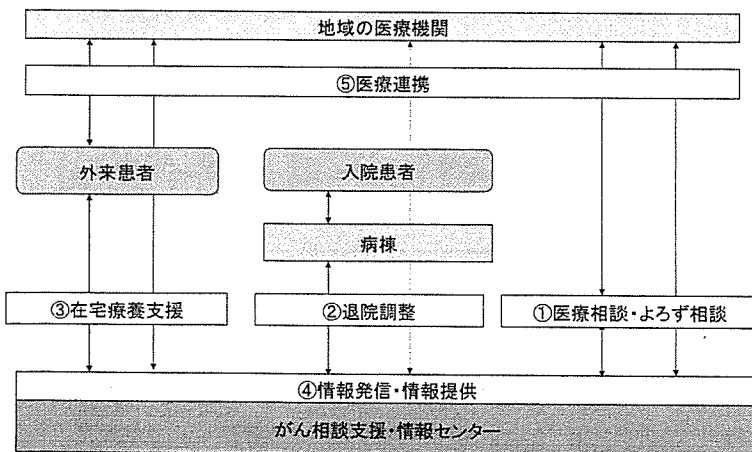 地域の医療機関
⑤医療連携
外来患者
入院患者
病棟
③在宅療養支援
②退院調整
①医療相談・よろず相談
④情報発信・情報提供
がん相談支援・情報センター